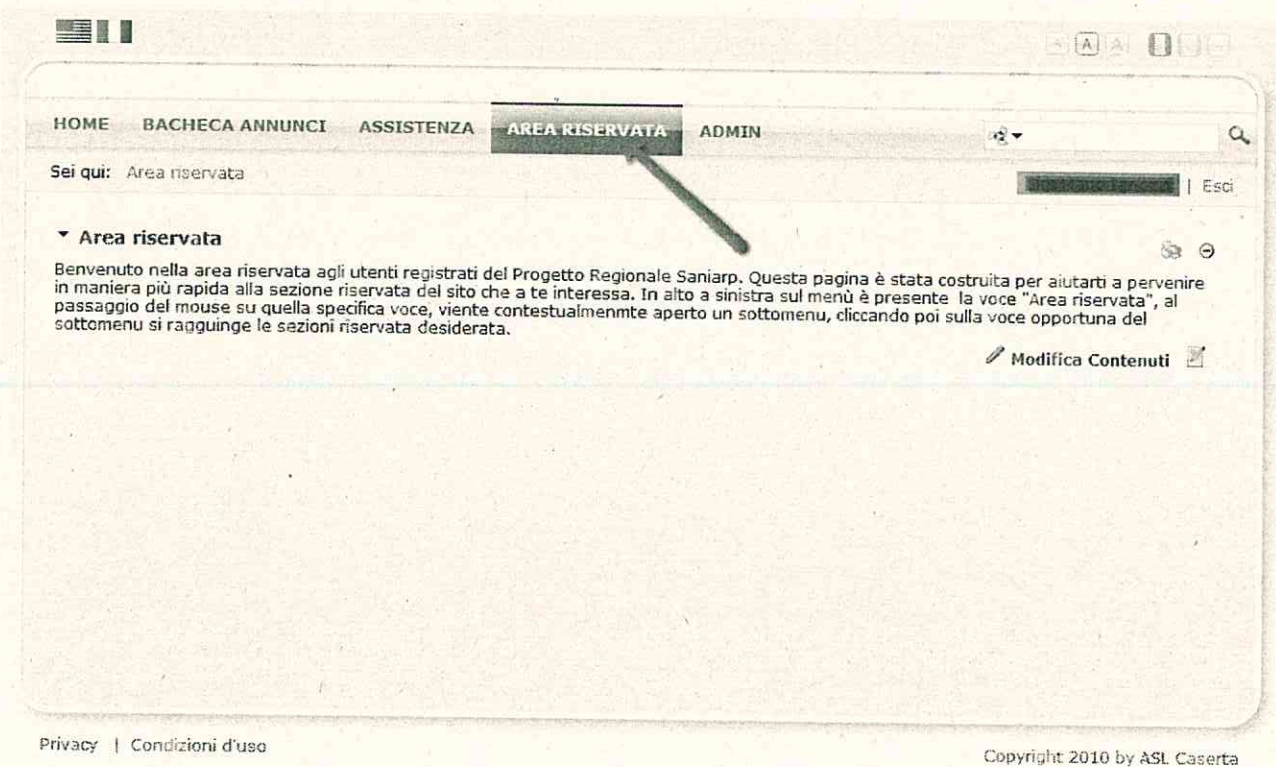 A A A
HOME BACHECA ANNUNCI ASSISTENZA AREA RISERVATA ADMIN
Sei qui: Area riservata | Esci
Area riservata
Benvenuto nella area riservata agli utenti registrati del Progetto Regionale Saniarp. Questa pagina è stata costruita per aiutarti a pervenire
in maniera più rapida alla sezione riservata del sito che a te interessa. In alto a sinistra sul menù è presente la voce "Area riservata", al
passaggio del mouse su quella specifica voce, viente contestualmenmte aperto un sottomenu, cliccando poi sulla voce opportuna del
sottomenu si ragguinge le sezioni riservata desiderata.
Modifica Contenuti
Privacy | Condizioni d'uso
Copyright 2010 by ASL Caserta